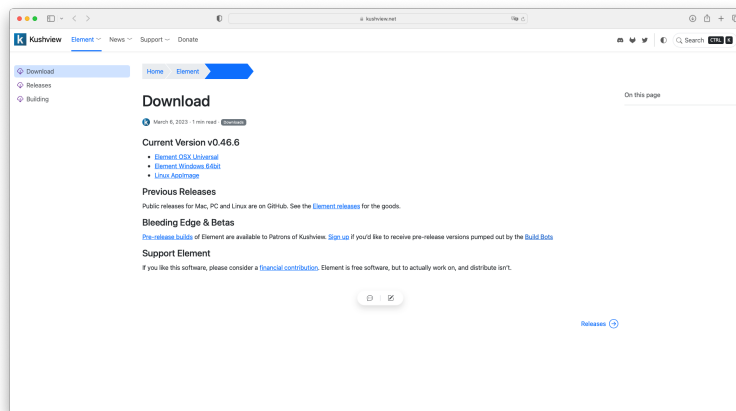 kushview.net
Kushview
Element
News
Support
Donate
Search
CTRL
K
Download
Releases
Building
Home
Element
On this page
Download
March 6, 2023 · 1 min read ·
Downloads
Current Version v0.46.6
Element OSX Universal
Element Windows 64bit
Linux AppImage
Previous Releases
Public releases for Mac, PC and Linux are on GitHub. See the Element releases for the goods.
Bleeding Edge & Betas
Pre-release builds of Element are available to Patrons of Kushview. Sign up if you'd like to receive pre-release versions pumped out by the Build Bots
Support Element
If you like this software, please consider a financial contribution. Element is free software, but to actually work on, and distribute isn't.
Releases